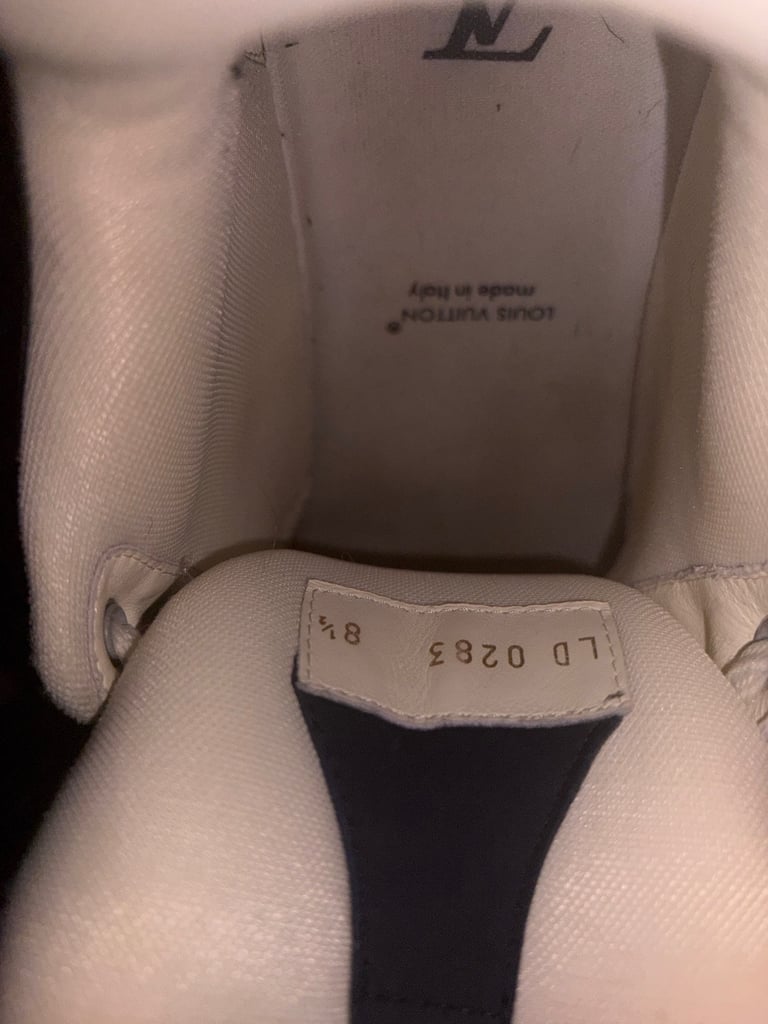 LV
LOUIS VUITTON®
made in Italy
LD 0283 8½